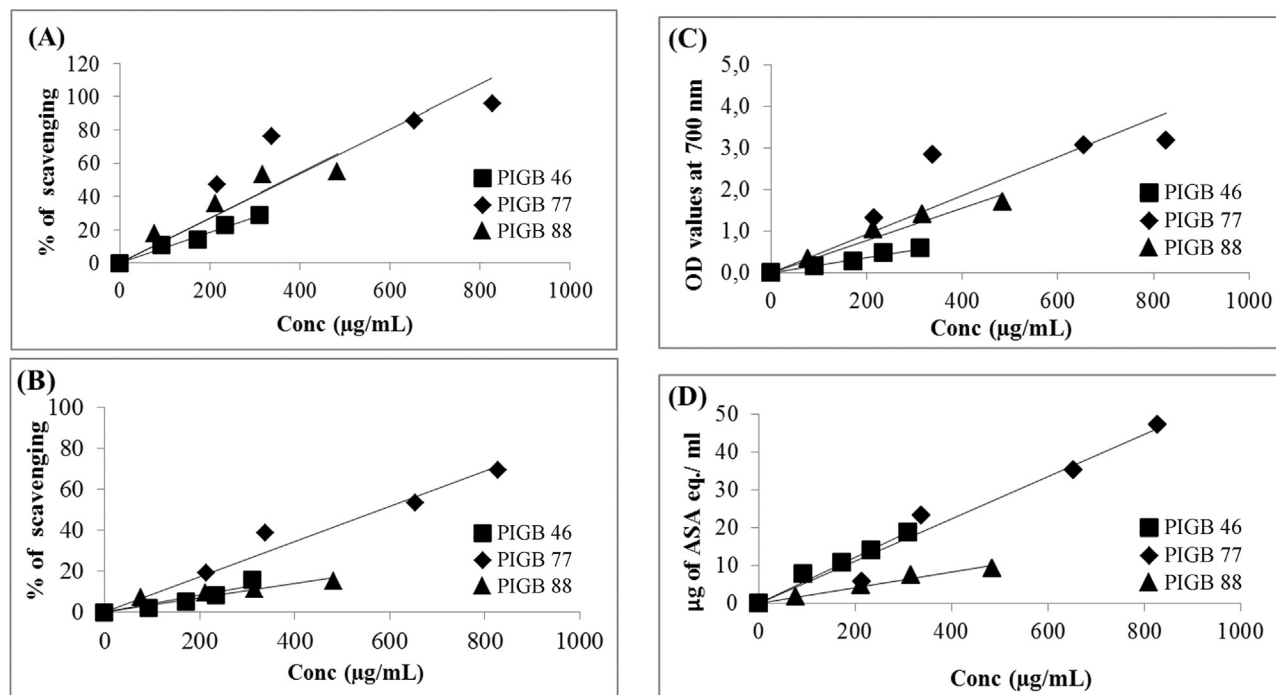 (A)
% of scavenging
120
100
80
60
40
20
0
0 200 400 600 800 1000
Conc (µg/mL)
PIGB 46
PIGB 77
PIGB 88
(B)
% of scavenging
100
80
60
40
20
0
0 200 400 600 800 1000
Conc (µg/mL)
PIGB 46
PIGB 77
PIGB 88
(C)
OD values at 700 nm
5,0
4,0
3,0
2,0
1,0
0,0
0 200 400 600 800 1000
Conc (µg/mL)
PIGB 46
PIGB 77
PIGB 88
(D)
µg of ASA eq./ ml
50
40
30
20
10
0
0 200 400 600 800 1000
Conc (µg/mL)
PIGB 46
PIGB 77
PIGB 88